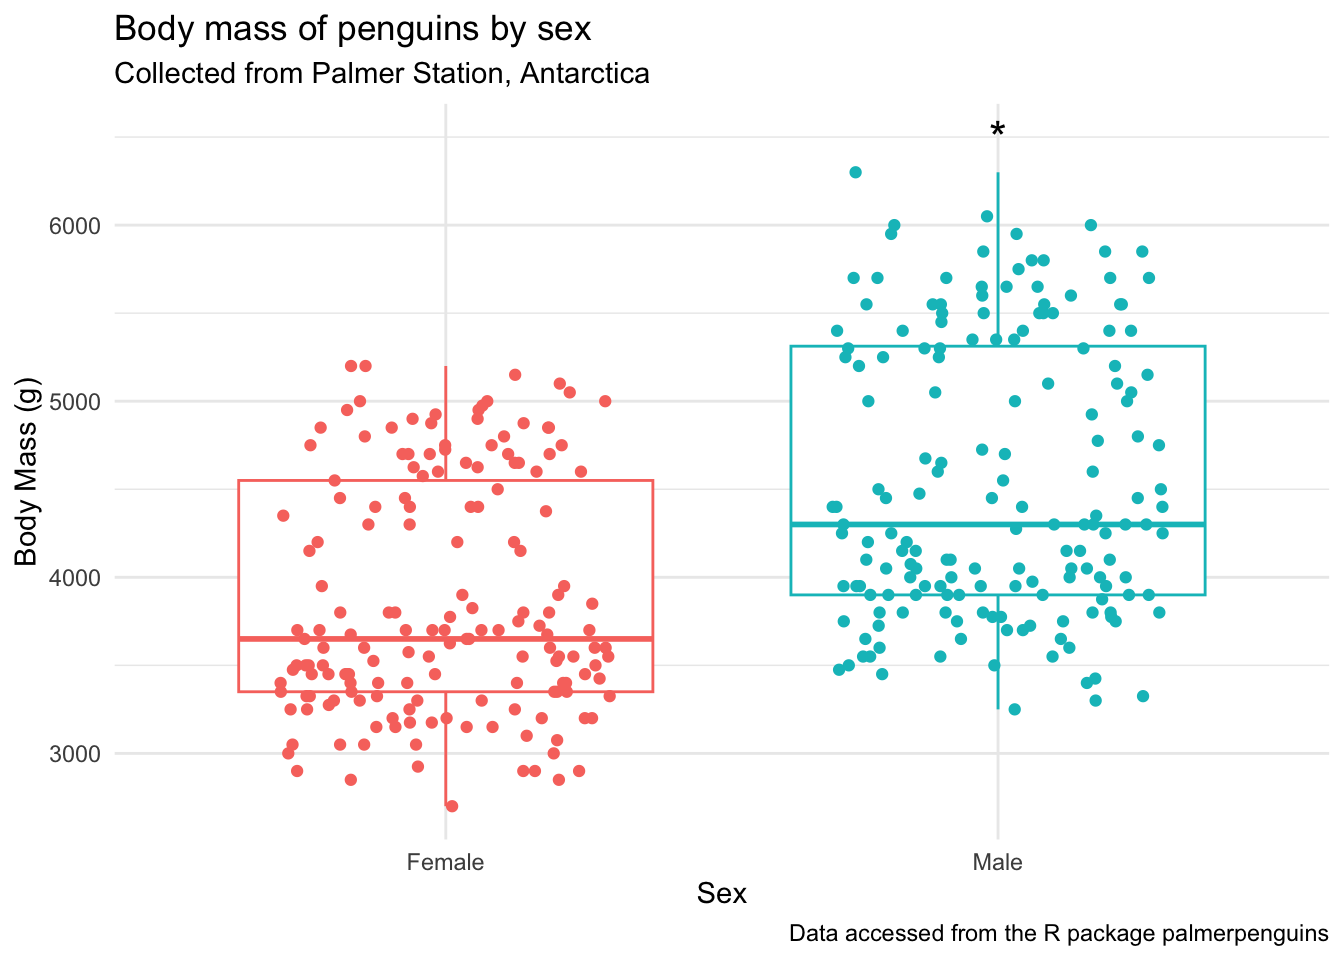 Body mass of penguins by sex
Collected from Palmer Station, Antarctica
*
6000
5000
4000
3000
Body Mass (g)
Female
Male
Sex
Data accessed from the R package palmerpenguins